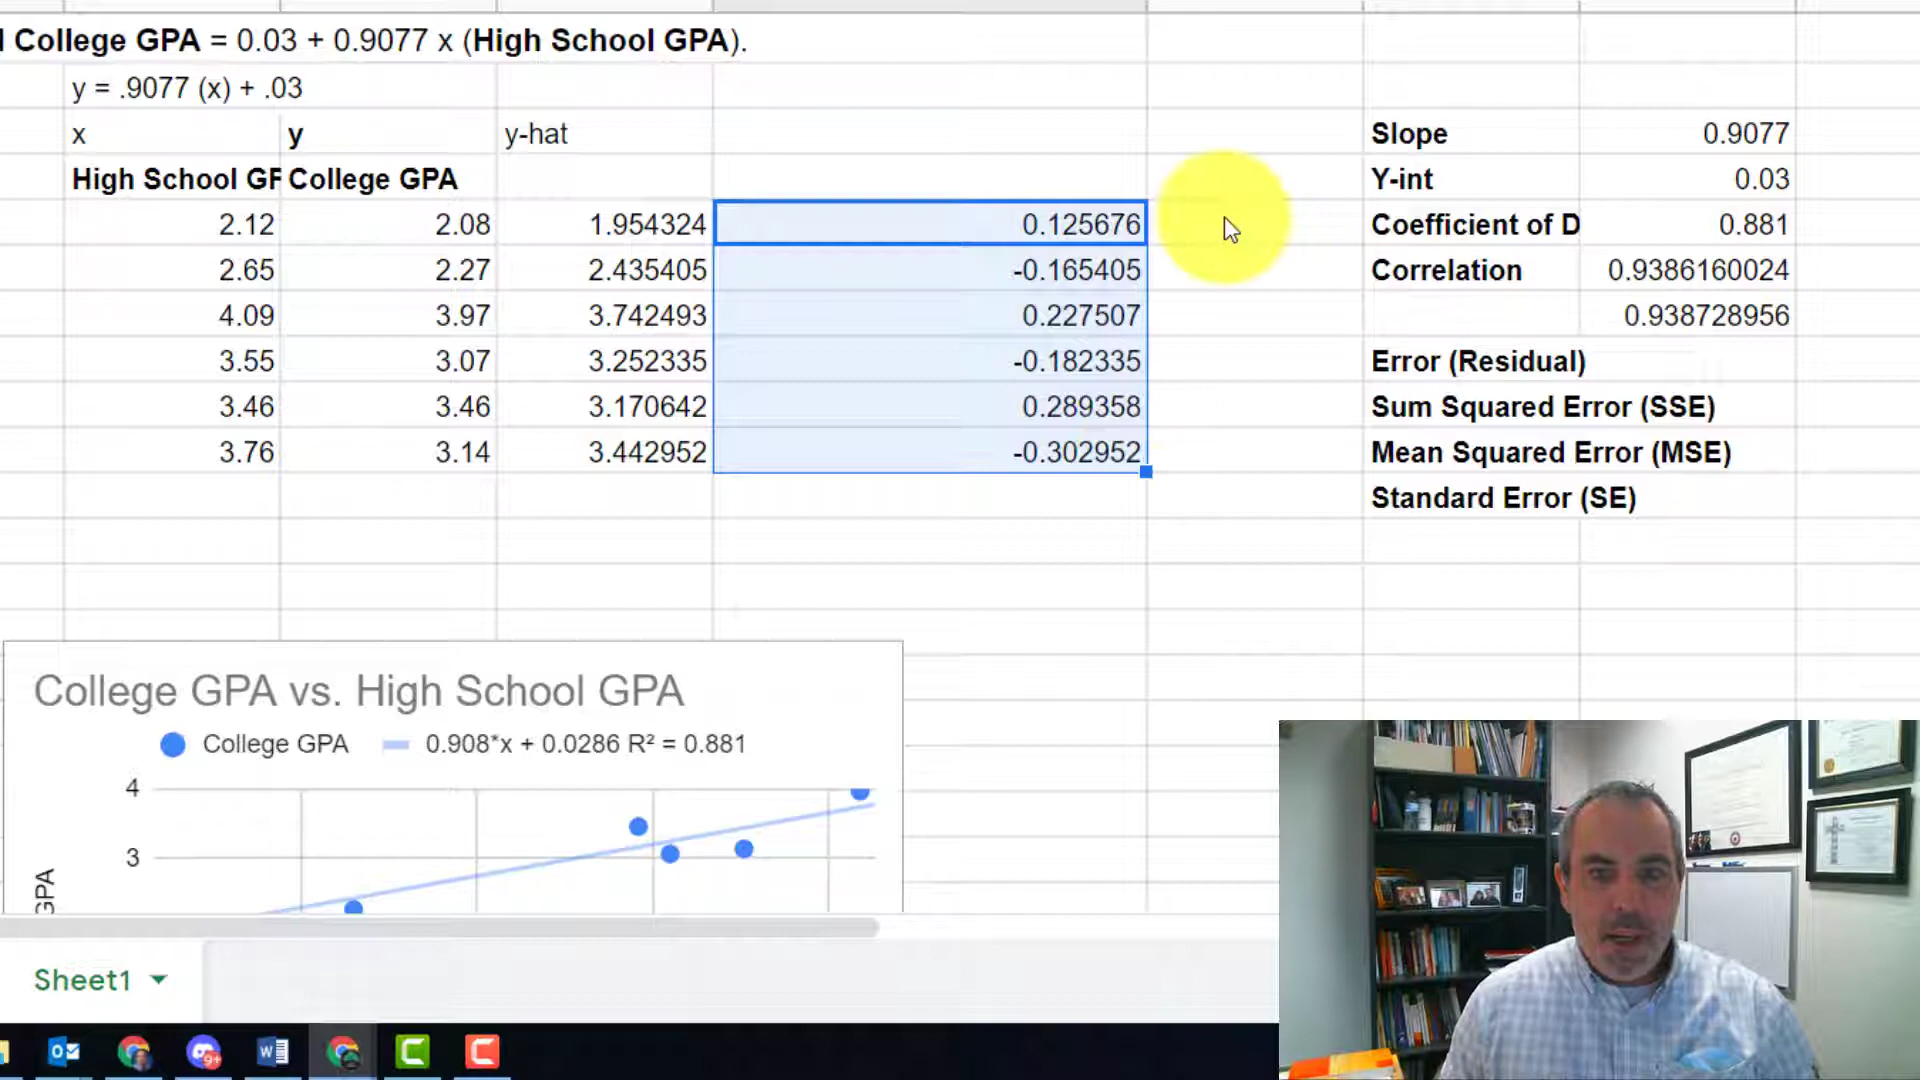 College GPA = 0.03 + 0.9077 x (High School GPA).
y = .9077 (x) + .03
x y y-hat Slope 0.9077
High School GP College GPA Y-int 0.03
2.12 2.08 1.954324 0.125676 Coefficient of D 0.881
2.65 2.27 2.435405 -0.165405 Correlation 0.9386160024
4.09 3.97 3.742493 0.227507 0.938728956
3.55 3.07 3.252335 -0.182335 Error (Residual)
3.46 3.46 3.170642 0.289358 Sum Squared Error (SSE)
3.76 3.14 3.442952 -0.302952 Mean Squared Error (MSE)
Standard Error (SE)
College GPA vs. High School GPA
College GPA 0.908*x + 0.0286 R² = 0.881
4
3
GPA
Sheet1
9+